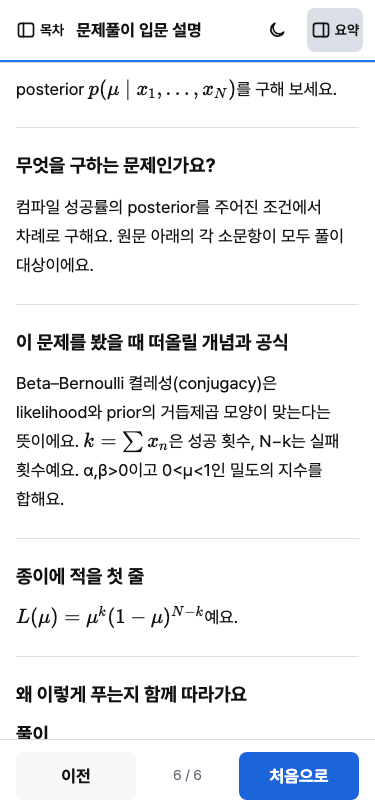 목차 문제풀이 입문 설명 요약
posterior p(μ | x₁, . . . , x_N)를 구해 보세요.
무엇을 구하는 문제인가요?
컴파일 성공률의 posterior를 주어진 조건에서
차례로 구해요. 원문 아래의 각 소문항이 모두 풀이
대상이에요.
이 문제를 봤을 때 떠올릴 개념과 공식
Beta–Bernoulli 켤레성(conjugacy)은
likelihood와 prior의 거듭제곱 모양이 맞는다는
뜻이에요. k = ∑ xₙ은 성공 횟수, N−k는 실패
횟수예요. α,β>0이고 0<μ<1인 밀도의 지수를
합해요.
종이에 적을 첫 줄
L(μ) = μᵏ(1 − μ)ᴺ⁻ᵏ예요.
왜 이렇게 푸는지 함께 따라가요
풀이
이전 6 / 6 처음으로